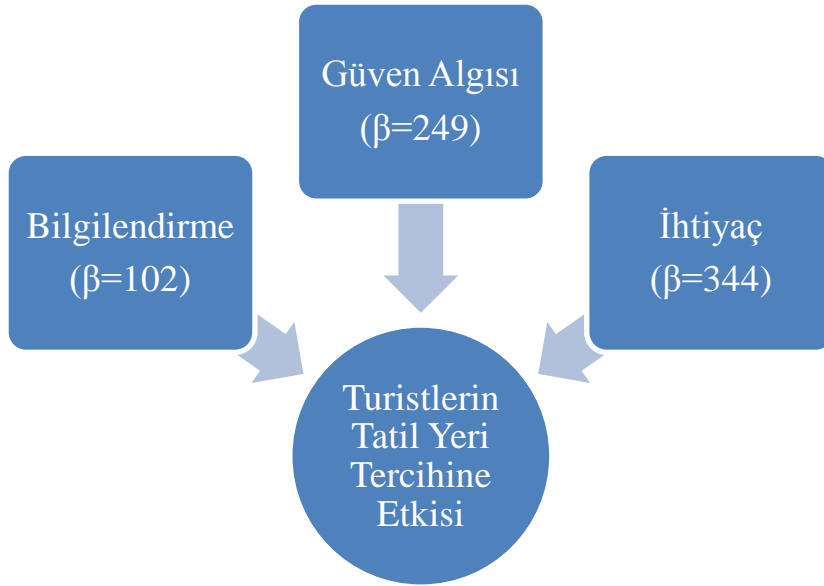 Güven Algısı
(β=249)
Bilgilendirme
(β=102)
İhtiyaç
(β=344)
Turistlerin
Tatil Yeri
Tercihine
Etkisi